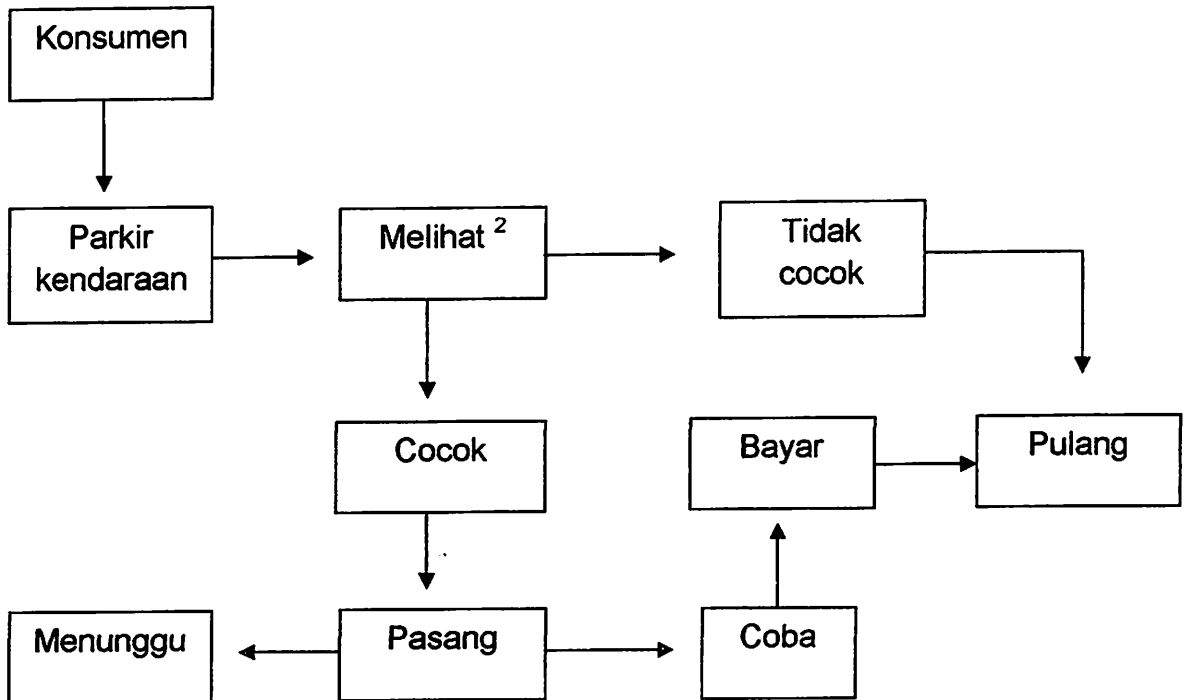 Konsumen
Parkir
kendaraan
Melihat ²
Tidak
cocok
Cocok
Bayar
Pulang
Menunggu
Pasang
Coba